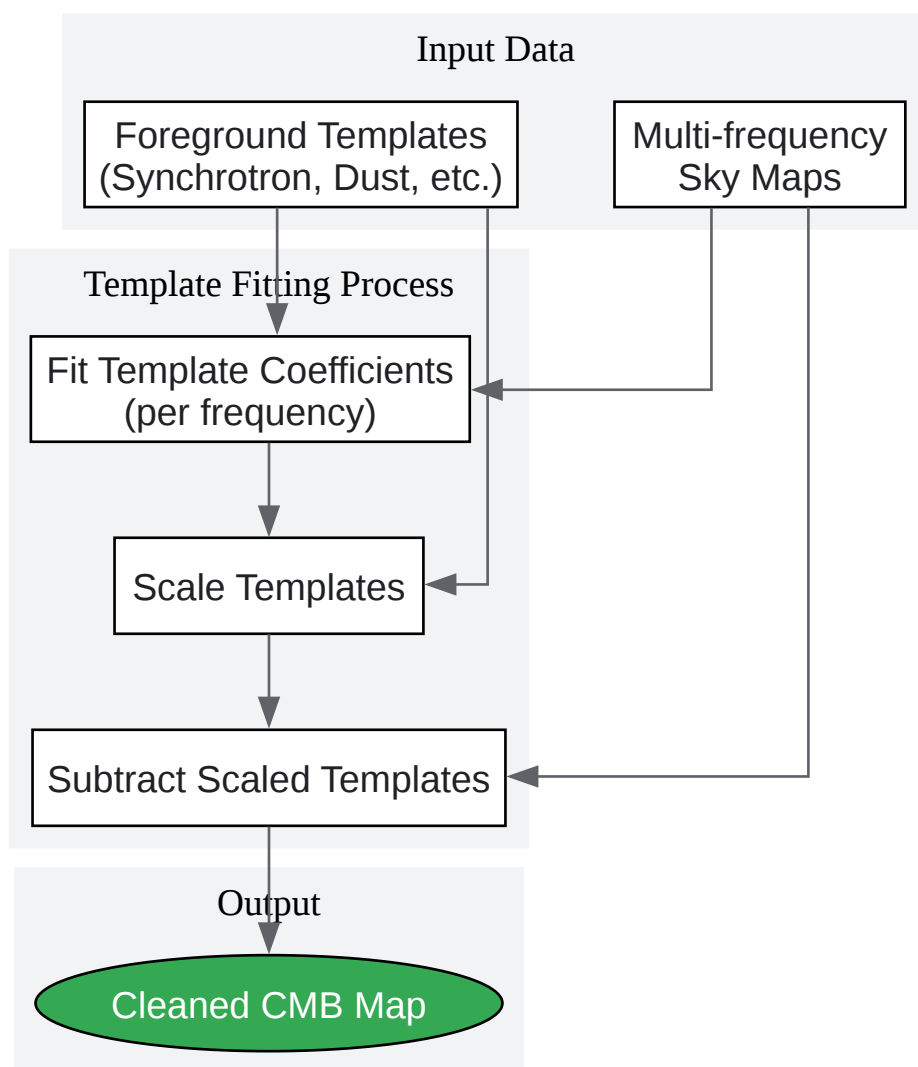 Input Data
Foreground Templates
(Synchrotron, Dust, etc.)
Multi-frequency
Sky Maps
Template Fitting Process
Fit Template Coefficients
(per frequency)
Scale Templates
Subtract Scaled Templates
Output
Cleaned CMB Map